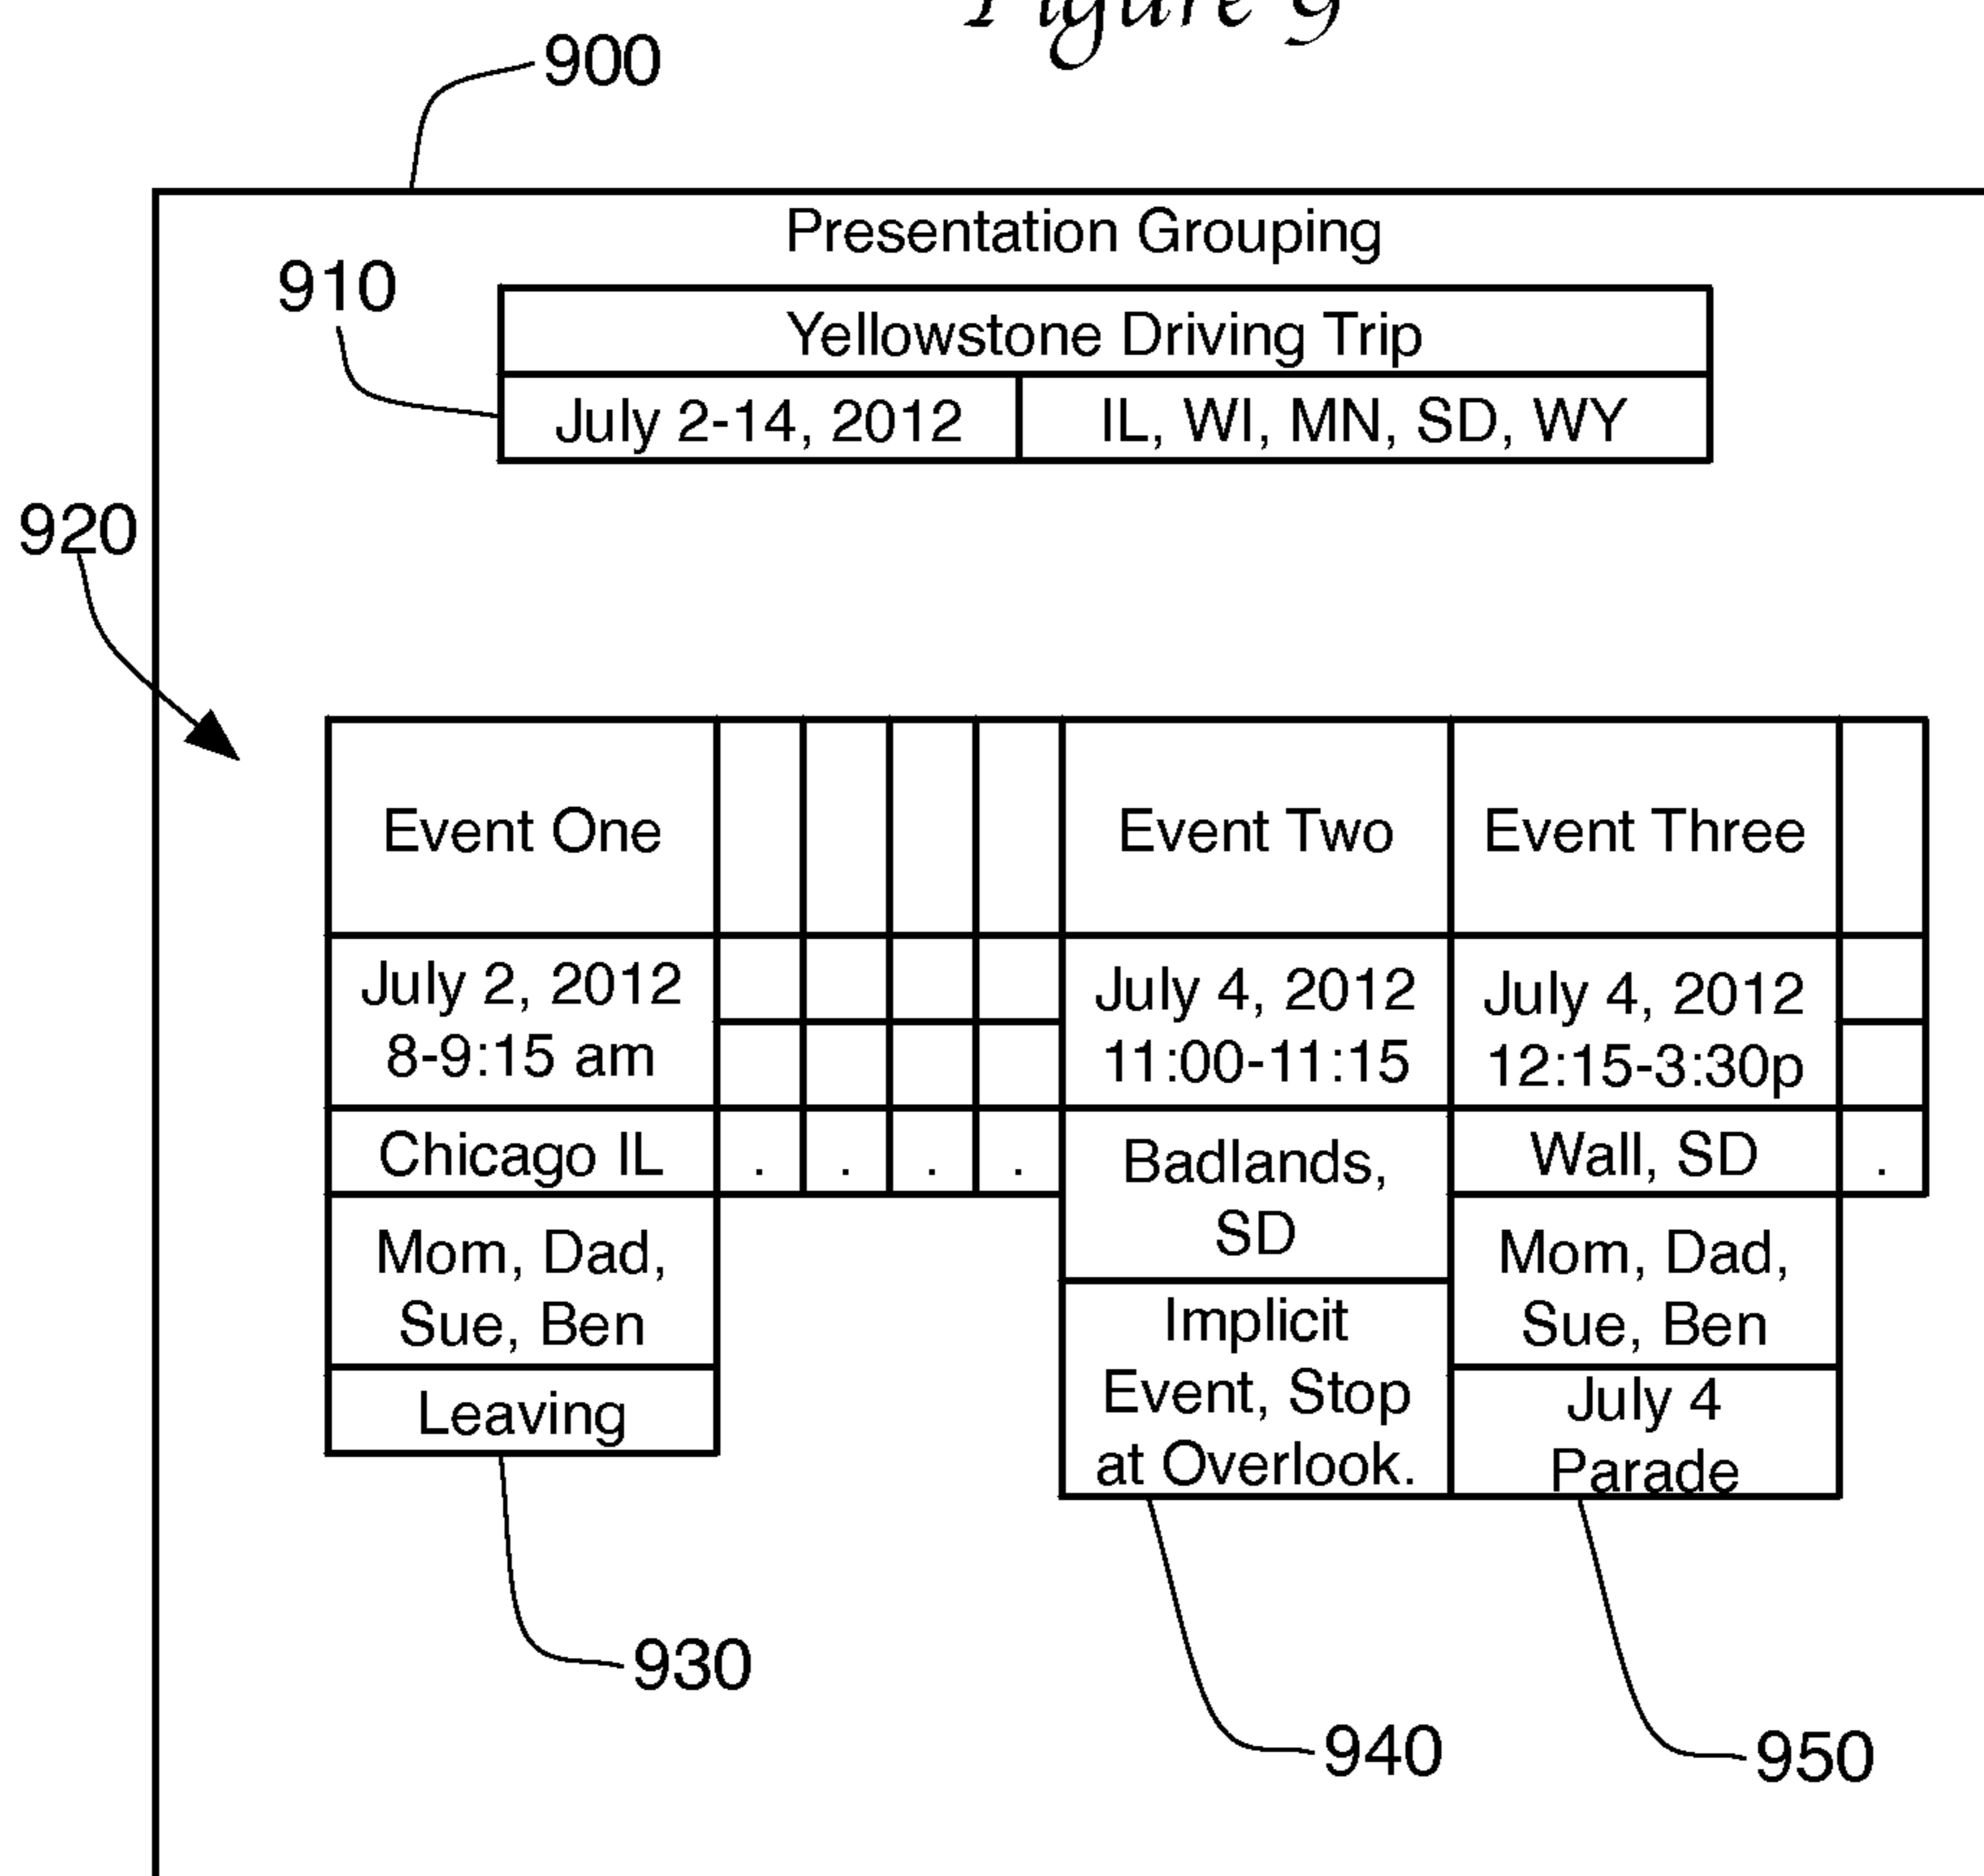 Figure 9
900
Presentation Grouping
910
Yellowstone Driving Trip
July 2-14, 2012
IL, WI, MN, SD, WY
920
Event One
Event Two
Event Three
July 2, 2012
8-9:15 am
July 4, 2012
11:00-11:15
July 4, 2012
12:15-3:30p
Chicago IL
.
.
.
.
Badlands,
SD
Wall, SD
.
Mom, Dad,
Sue, Ben
Mom, Dad,
Sue, Ben
Leaving
Implicit
Event, Stop
at Overlook.
July 4
Parade
930
940
950